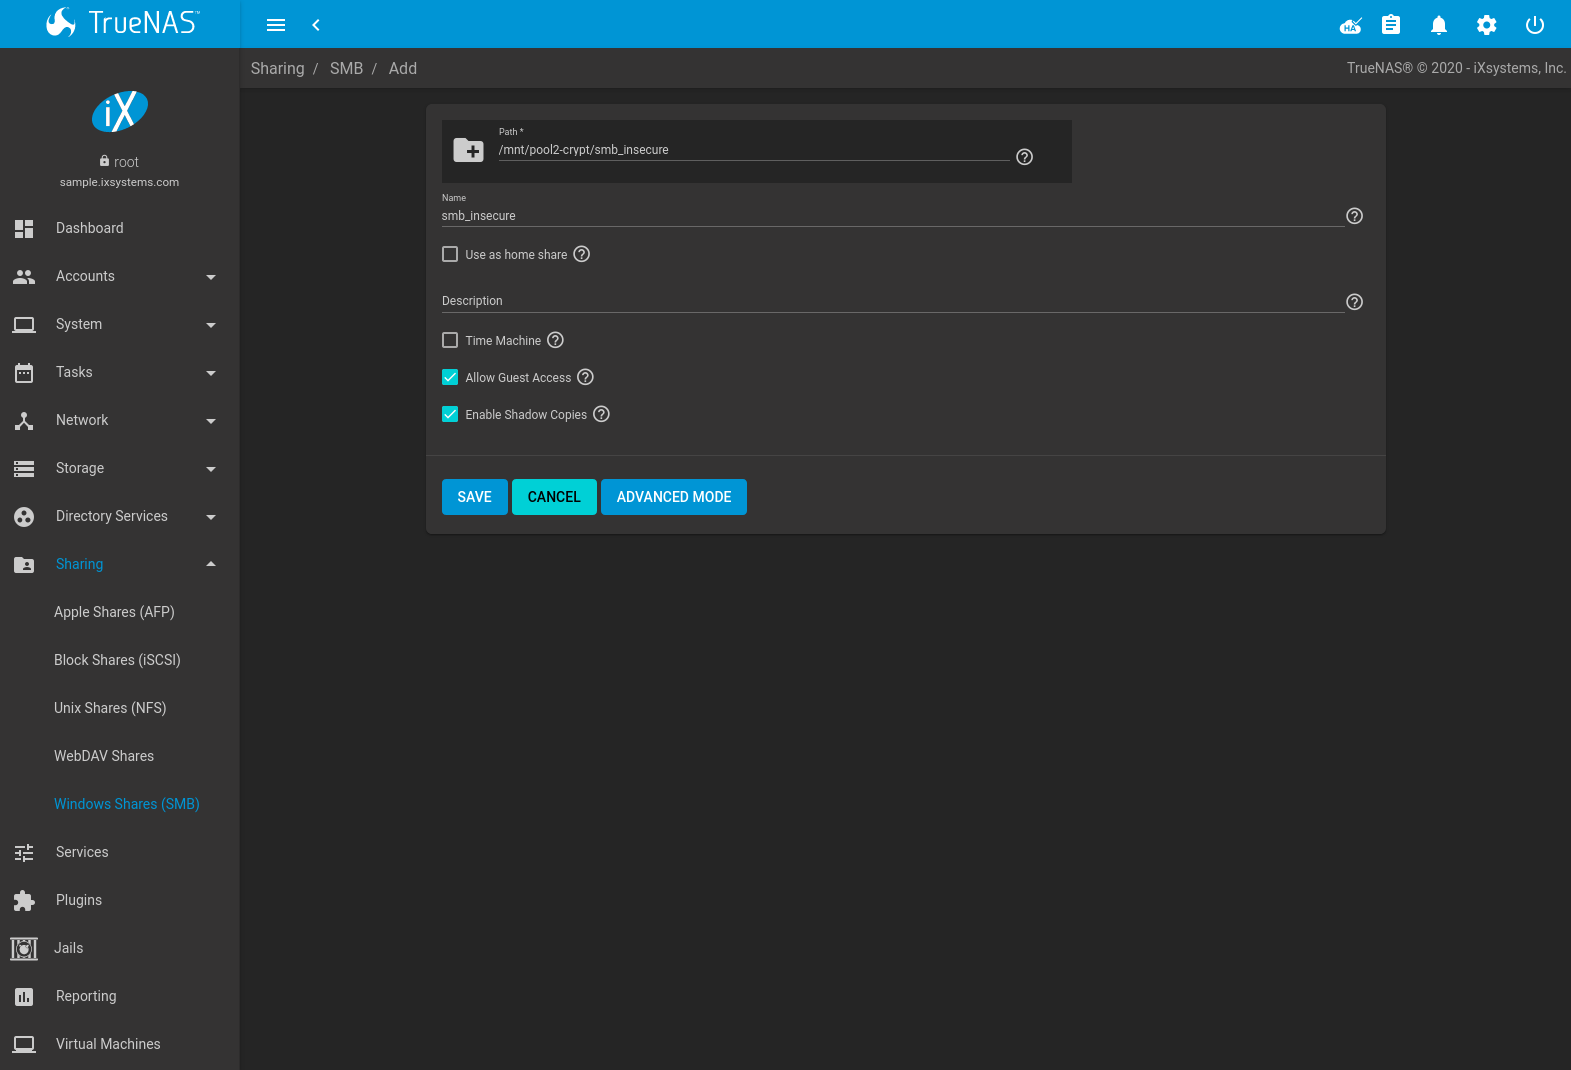 TrueNAS™
HA
Sharing / SMB / Add
TrueNAS® © 2020 - iXsystems, Inc.
iX
root
sample.ixsystems.com
Dashboard
Accounts
System
Tasks
Network
Storage
Directory Services
Sharing
Apple Shares (AFP)
Block Shares (iSCSI)
Unix Shares (NFS)
WebDAV Shares
Windows Shares (SMB)
Services
Plugins
Jails
Reporting
Virtual Machines
Path *
/mnt/pool2-crypt/smb_insecure
Name
smb_insecure
Use as home share
Description
Time Machine
Allow Guest Access
Enable Shadow Copies
SAVE CANCEL ADVANCED MODE